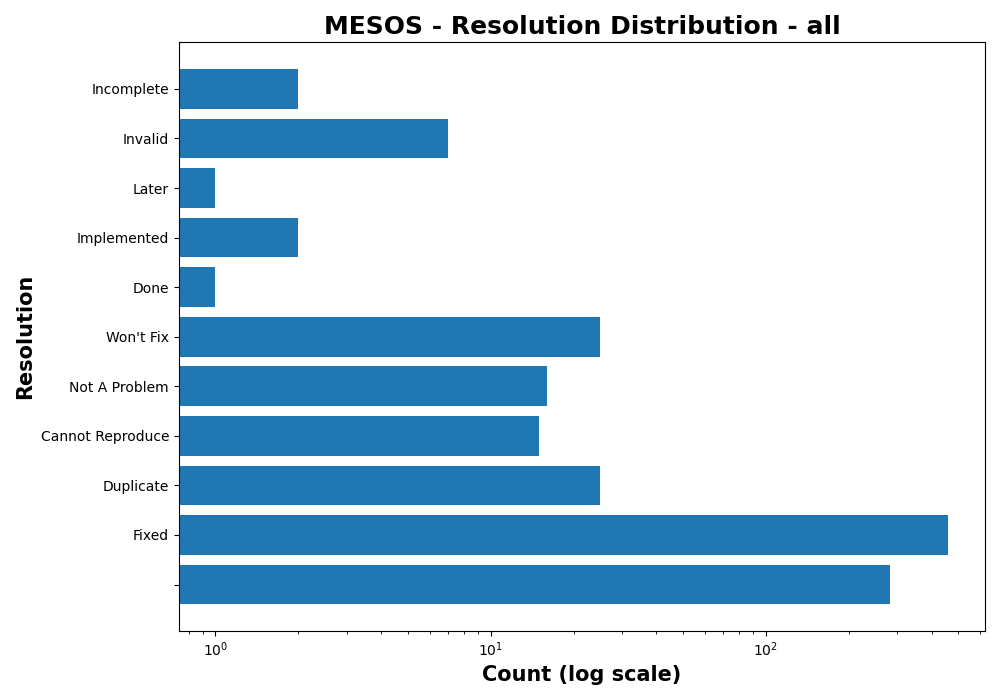 MESOS - Resolution Distribution - all
Incomplete
Invalid
Later
Implemented
Done
Won't Fix
Not A Problem
Cannot Reproduce
Duplicate
Fixed
Resolution
10⁰
10¹
10²
Count (log scale)